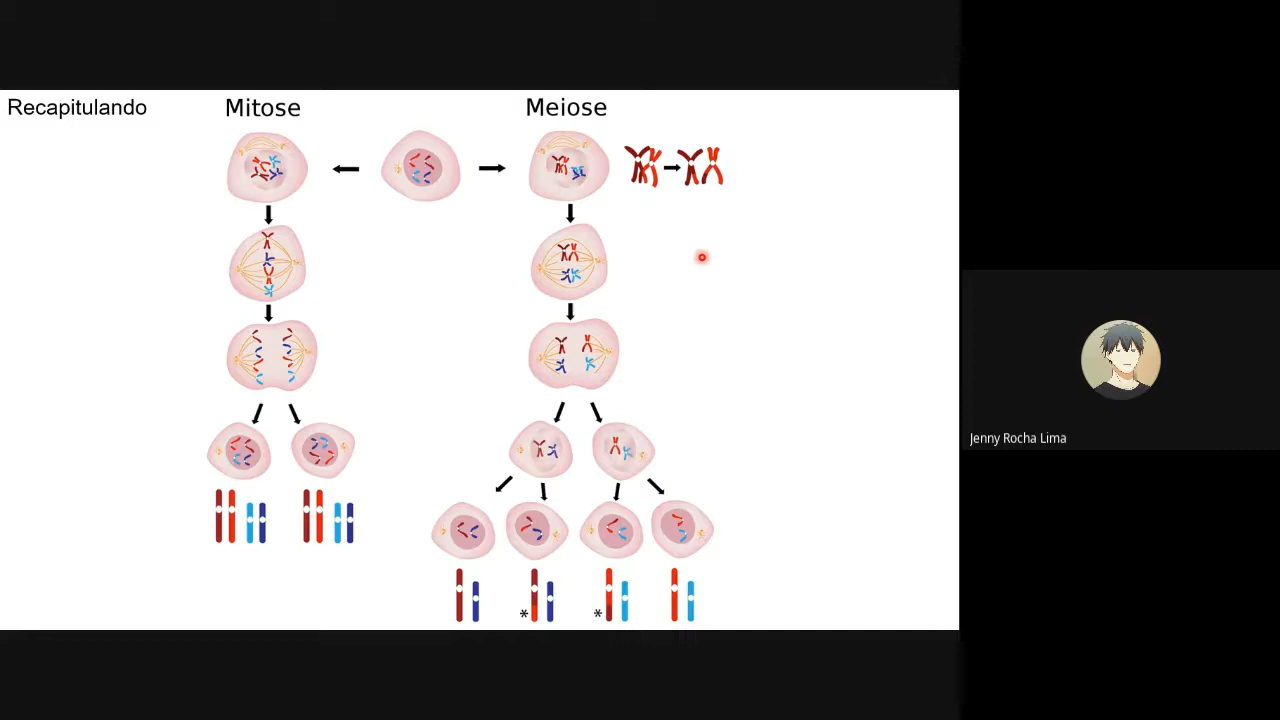 Recapitulando
Mitose
Meiose
*
*
Jenny Rocha Lima